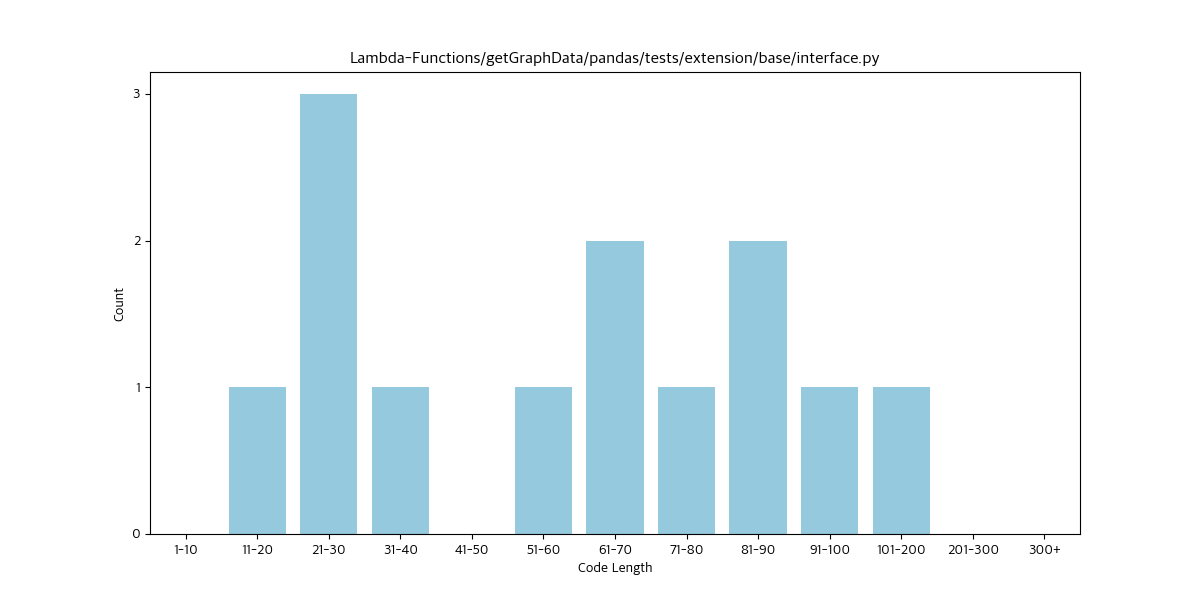 Lambda-Functions/getGraphData/pandas/tests/extension/base/interface.py
3
2
1
0
Count
1-10 11-20 21-30 31-40 41-50 51-60 61-70 71-80 81-90 91-100 101-200 201-300 300+
Code Length